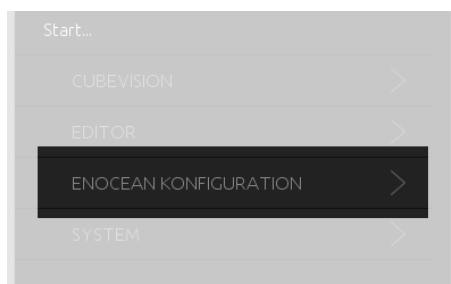 Start...
CUBEVISION
EDITOR
ENOCEAN KONFIGURATION
SYSTEM